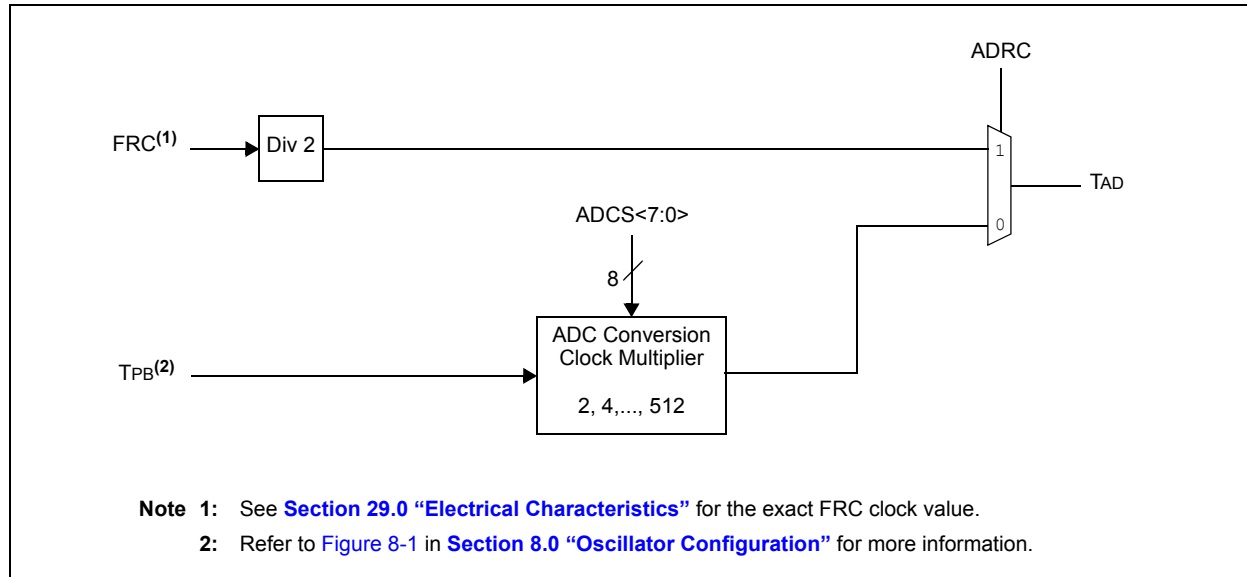 ADRC
FRC(1)
Div 2
1
TAD
ADCS<7:0>
0
8
ADC Conversion
Clock Multiplier
TPB(2)
2, 4,..., 512
Note 1: See Section 29.0 “Electrical Characteristics” for the exact FRC clock value.
2: Refer to Figure 8-1 in Section 8.0 “Oscillator Configuration” for more information.